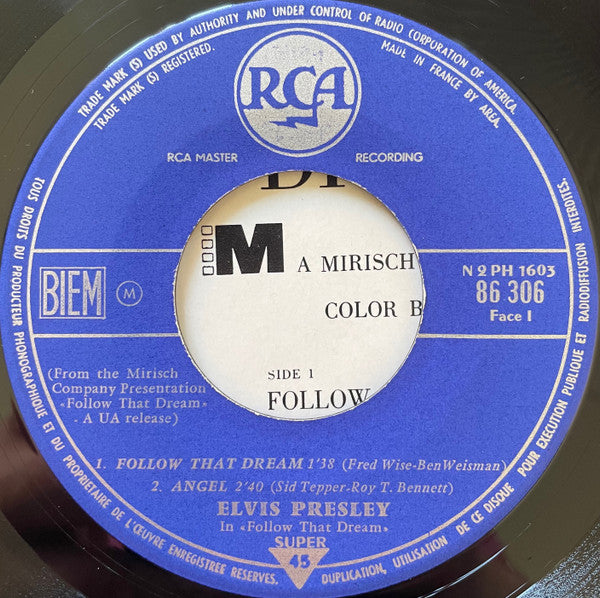 TRADE MARK (S) USED BY AUTHORITY AND UNDER CONTROL OF RADIO CORPORATION OF AMERICA.
TRADE MARK (S) REGISTERED.
MADE IN FRANCE BY AREA.
RCA
RCA MASTER RECORDING
M
A MIRISCH
COLOR B
SIDE 1
FOLLOW
BIEM
M
N 2 PH 1603
86 306
Face I
(From the Mirisch
Company Presentation
«Follow That Dream»
- A UA release)
1. FOLLOW THAT DREAM 1'38 (Fred Wise-Ben Weisman)
2. ANGEL 2'40 (Sid Tepper-Roy T. Bennett)
ELVIS PRESLEY
In «Follow That Dream»
SUPER
45
TOUS DROITS DU PRODUCTEUR PHONOGRAPHIQUE ET DU PROPRIETAIRE DE L'ŒUVRE ENREGISTREE RESERVES.
DUPLICATION, UTILISATION DE CE DISQUE POUR EXECUTION PUBLIQUE ET RADIODIFFUSION INTERDITES.